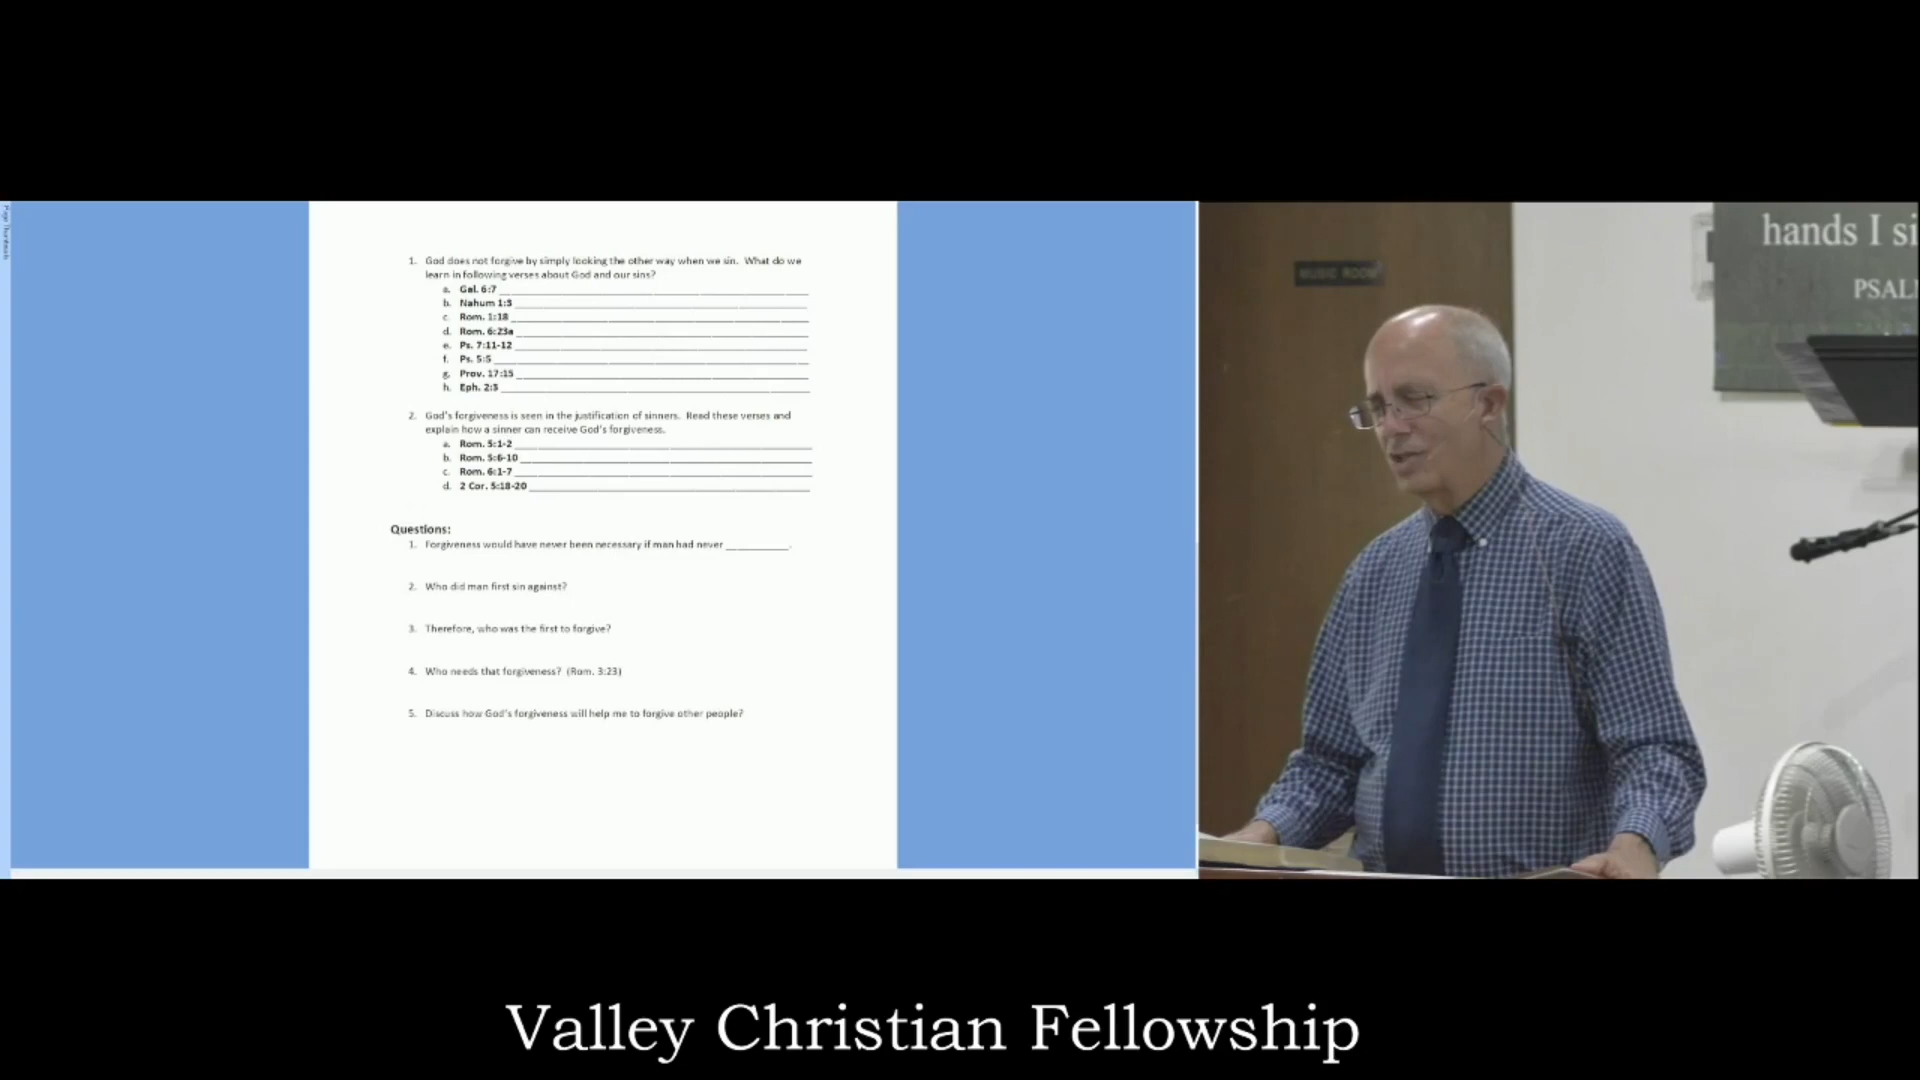 Page Thumbnails
1. God does not forgive by simply looking the other way when we sin. What do we
learn in following verses about God and our sins?
a. Gal. 6:7
b. Nahum 1:3
c. Rom. 1:18
d. Rom. 6:23a
e. Ps. 7:11-12
f. Ps. 5:5
g. Prov. 17:15
h. Eph. 2:3
2. God's forgiveness is seen in the justification of sinners. Read these verses and
explain how a sinner can receive God's forgiveness.
a. Rom. 5:1-2
b. Rom. 5:6-10
c. Rom. 6:1-7
d. 2 Cor. 5:18-20
Questions:
1. Forgiveness would have never been necessary if man had never ___________.
2. Who did man first sin against?
3. Therefore, who was the first to forgive?
4. Who needs that forgiveness? (Rom. 3:23)
5. Discuss how God's forgiveness will help me to forgive other people?
MUSIC ROOM
hands I si
PSAL
Valley Christian Fellowship